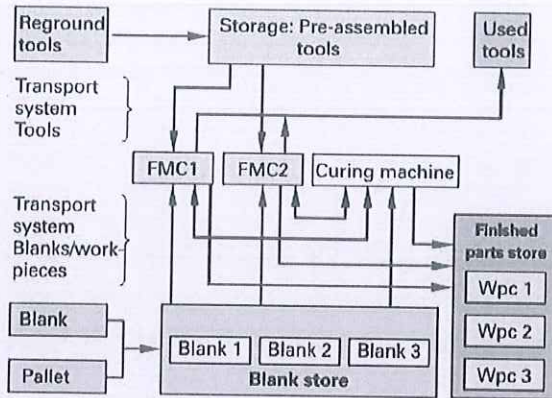 Reground
tools
Storage: Pre-assembled
tools
Used
tools
Transport
system
Tools
FMC1
FMC2
Curing machine
Transport
system
Blanks/work-
pieces
Finished
parts store
Wpc 1
Wpc 2
Wpc 3
Blank
Pallet
Blank 1
Blank 2
Blank 3
Blank store